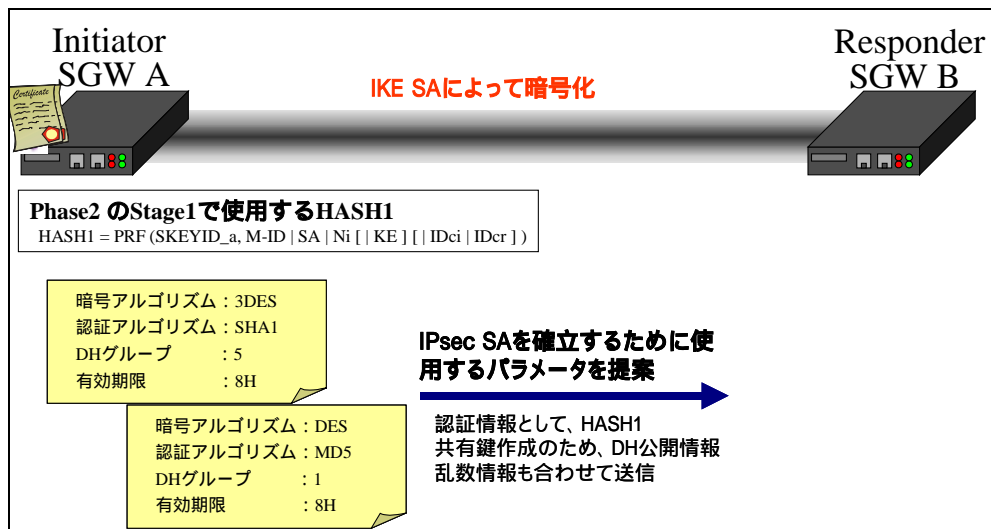 Initiator
SGW A
Responder
SGW B
Certificate
IKE SAによって暗号化
Phase2 のStage1で使用するHASH1
HASH1 = PRF (SKEYID_a, M-ID | SA | Ni [ | KE ] [ | IDci | IDcr ] )
暗号アルゴリズム：3DES
認証アルゴリズム：SHA1
DHグループ　　：5
有効期限　　　：8H
暗号アルゴリズム：DES
認証アルゴリズム：MD5
DHグループ　　：1
有効期限　　　：8H
IPsec SAを確立するために使
用するパラメータを提案
認証情報として、HASH1
共有鍵作成のため、DH公開情報
乱数情報も合わせて送信